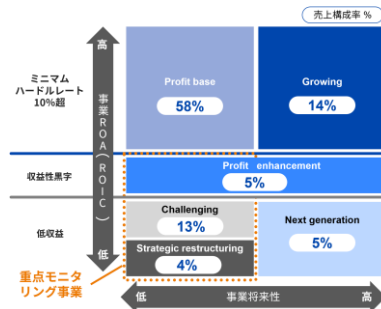 売上構成率 %
高
ミニマム
ハードルレート
10%超
事業ROA(ROIC)
Profit base
58%
Growing
14%
収益性黒字
Profit enhancement
5%
低収益
Challenging
13%
Strategic restructuring
4%
Next generation
5%
低
重点モニタ
リング事業
低
事業将来性
高